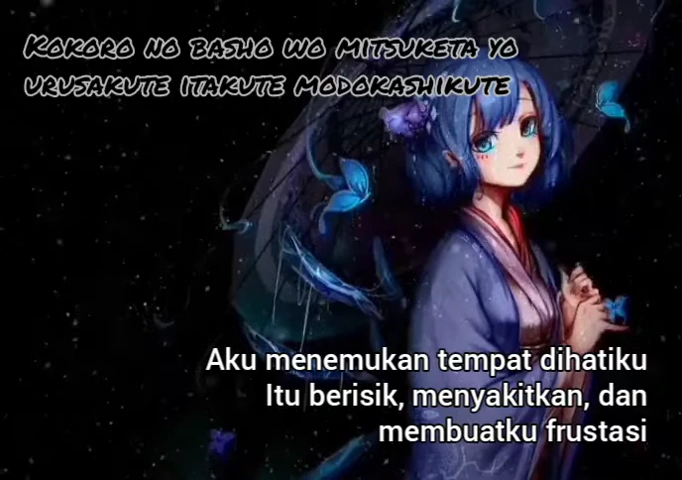 Kokoro no basho wo mitsuketa yo
urusakute itakute modokashikute
Aku menemukan tempat dihatiku
Itu berisik, menyakitkan, dan
membuatku frustasi